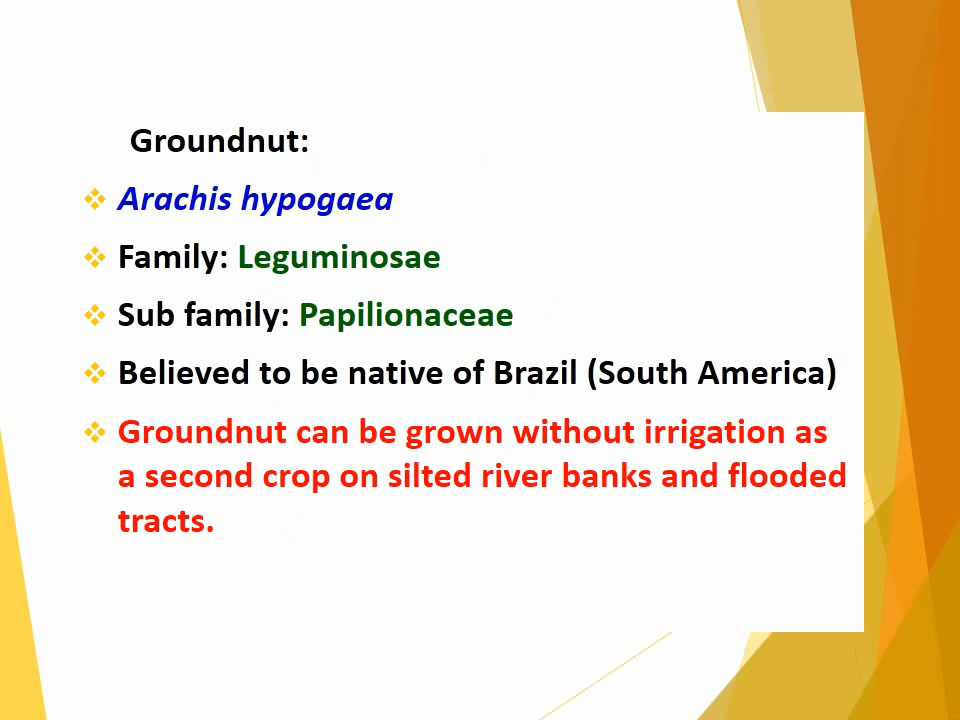 Groundnut:
Arachis hypogaea
Family: Leguminosae
Sub family: Papilionaceae
Believed to be native of Brazil (South America)
Groundnut can be grown without irrigation as
a second crop on silted river banks and flooded
tracts.